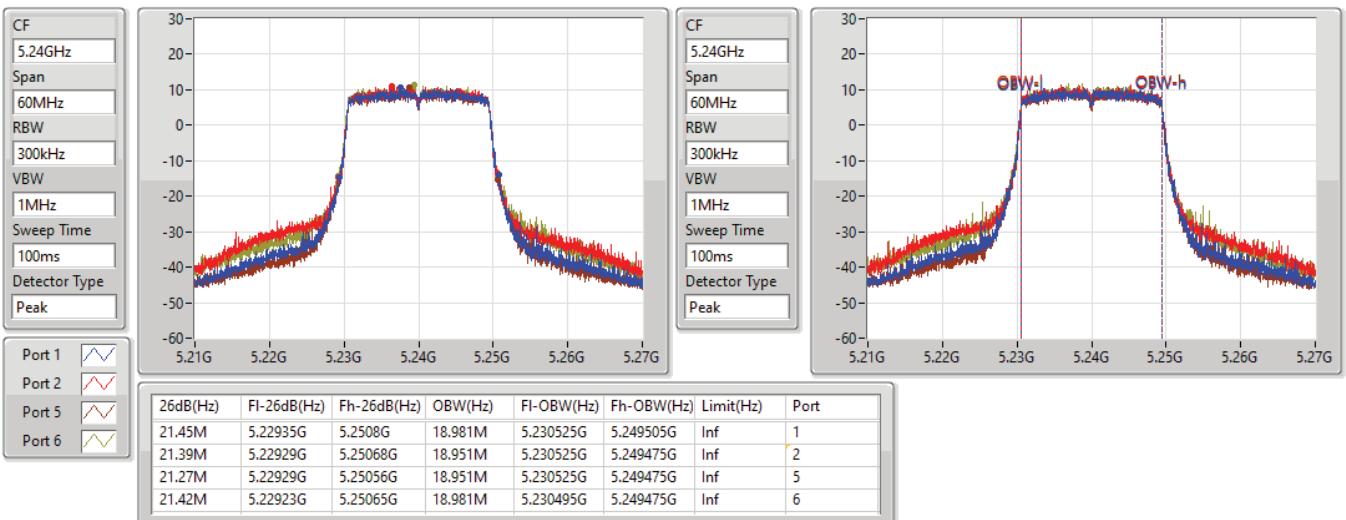 CF
5.24GHz
Span
60MHz
RBW
300kHz
VBW
1MHz
Sweep Time
100ms
Detector Type
Peak
30
20
10
0
-10
-20
-30
-40
-50
-60
5.21G 5.22G 5.23G 5.24G 5.25G 5.26G 5.27G
CF
5.24GHz
Span
60MHz
RBW
300kHz
VBW
1MHz
Sweep Time
100ms
Detector Type
Peak
30
20
10
0
-10
-20
-30
-40
-50
-60
OBW-l OBW-h
5.21G 5.22G 5.23G 5.24G 5.25G 5.26G 5.27G
Port 1
Port 2
Port 5
Port 6
26dB(Hz) Fl-26dB(Hz) Fh-26dB(Hz) OBW(Hz) Fl-OBW(Hz) Fh-OBW(Hz) Limit(Hz) Port
21.45M 5.22935G 5.2508G 18.981M 5.230525G 5.249505G Inf 1
21.39M 5.22929G 5.25068G 18.951M 5.230525G 5.249475G Inf 2
21.27M 5.22929G 5.25056G 18.951M 5.230525G 5.249475G Inf 5
21.42M 5.22923G 5.25065G 18.981M 5.230495G 5.249475G Inf 6